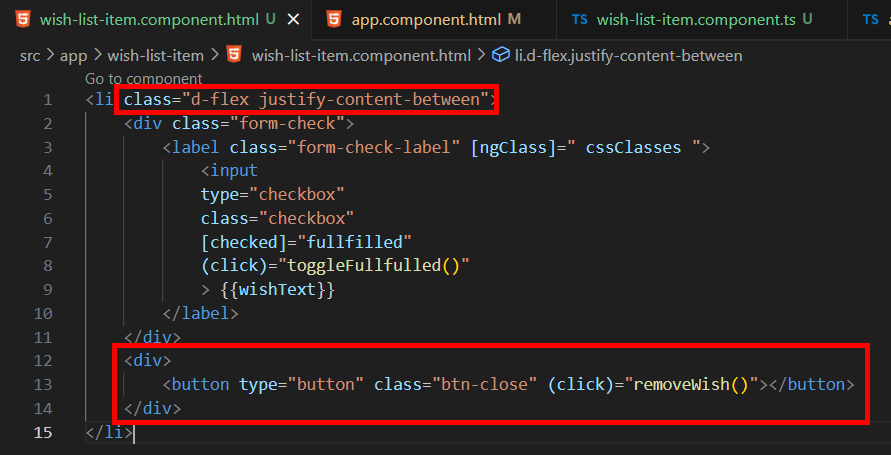 wish-list-item.component.html U × app.component.html M TS wish-list-item.component.ts U TS
src > app > wish-list-item > wish-list-item.component.html > li.d-flex.justify-content-between
Go to component
1 <li class="d-flex justify-content-between">
2 <div class="form-check">
3 <label class="form-check-label" [ngClass]=" cssClasses ">
4 <input
5 type="checkbox"
6 class="checkbox"
7 [checked]="fullfilled"
8 (click)="toggleFullfulled()"
9 > {{wishText}}
10 </label>
11 </div>
12 <div>
13 <button type="button" class="btn-close" (click)="removeWish()"></button>
14 </div>
15 </li>